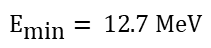 E_min = 12.7 MeV